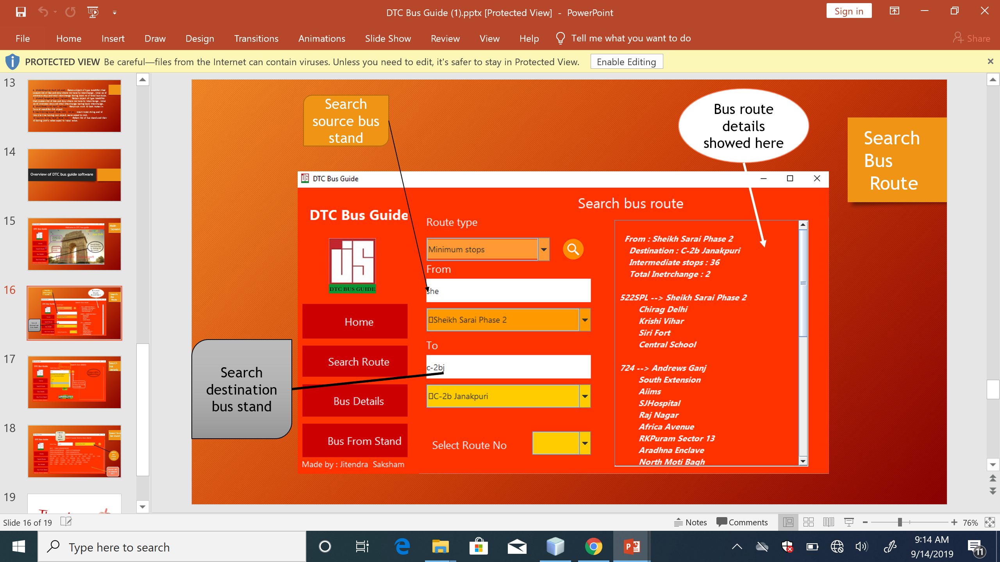 DTC Bus Guide (1).pptx [Protected View] - PowerPoint
Sign in
File Home Insert Draw Design Transitions Animations Slide Show Review View Help Tell me what you want to do Share
PROTECTED VIEW Be careful—files from the Internet can contain viruses. Unless you need to edit, it's safer to stay in Protected View. Enable Editing
13
14
Overview of DTC bus guide software
15
Main
Screen
16
17
Search
bus
details
18
Buses from
bus stand
19
Search
source bus
stand
Bus route
details
showed here
Search
Bus
Route
Search
destination
bus stand
DTC Bus Guide
DTC Bus Guide
DTC BUS GUIDE
Home
Search Route
Bus Details
Bus From Stand
Made by : Jitendra Saksham
Search bus route
Route type
Minimum stops
From
she
Sheikh Sarai Phase 2
To
c-2bj
C-2b Janakpuri
Select Route No
From : Sheikh Sarai Phase 2
Destination : C-2b Janakpuri
Intermediate stops : 36
Total Inetrchange : 2
522SPL --> Sheikh Sarai Phase 2
Chirag Delhi
Krishi Vihar
Siri Fort
Central School
724 --> Andrews Ganj
South Extension
Aiims
SJHospital
Raj Nagar
Africa Avenue
RKPuram Sector 13
Aradhna Enclave
North Moti Bagh
Slide 16 of 19
Notes Comments 76%
Type here to search
9:14 AM
9/14/2019
11